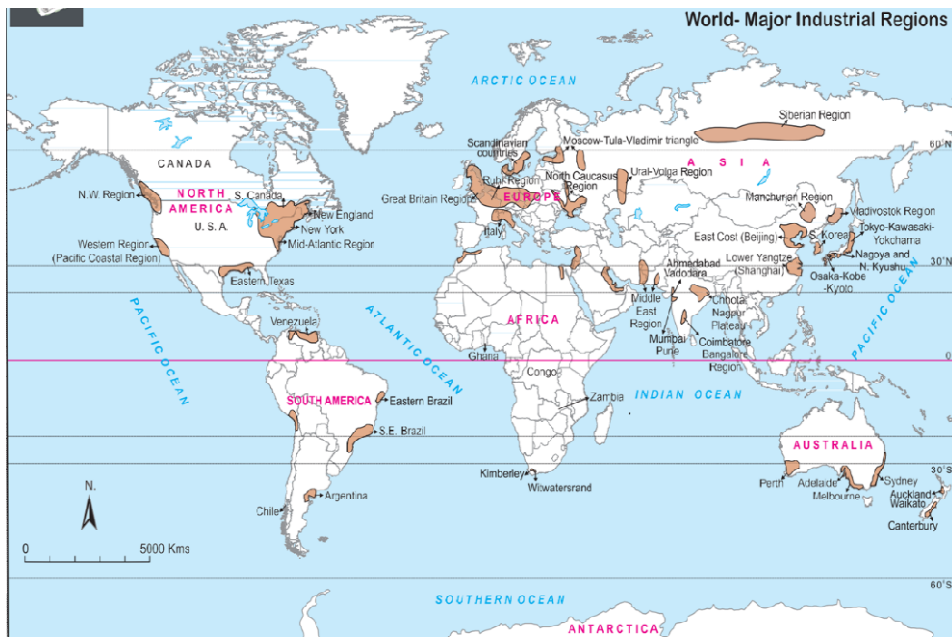 World- Major Industrial Regions
ARCTIC OCEAN
Siberian Region
Scandinavian
countries
Moscow-Tula-Vledimir triangle
60°N
CANADA
ASIA
Ruhr Region
North Caucasus
Region
Ural-Volga Region
N.W. Region
NORTH
AMERICA
S. Canada
Great Britain Region
EUROPE
Manchurian Region
New England
Vladivostok Region
U.S.A.
New York
Italy
East Cost (Beijing)
S. Korea
Tokyo-Kawasaki-
Yokohama
Western Region
(Pacific Coastal Region)
Mid-Atlantic Region
Lower Yangtze
(Shanghai)
Nagoya and
N. Kyushu
Ahmedabad
Vadodara
30°N
Eastern Texas
Osaka-Kobe
-Kyoto
Middle
East
Region
Chhota
Nagpur
Plateau
PACIFIC OCEAN
ATLANTIC OCEAN
PACIFIC OCEAN
Venezuela
AFRICA
Mumbai
Pune
Coimbatore
Bangalore
Region
Ghana
0
Congo
SOUTH AMERICA
Eastern Brazil
Zambia
INDIAN OCEAN
S.E. Brazil
AUSTRALIA
Kimberley
Witwatersrand
30°S
Perth
Adelaide
Melbourne
Sydney
Auckland
Waikato
Canterbury
N.
Argentina
Chile
0
5000 Kms
60°S
SOUTHERN OCEAN
ANTARCTICA